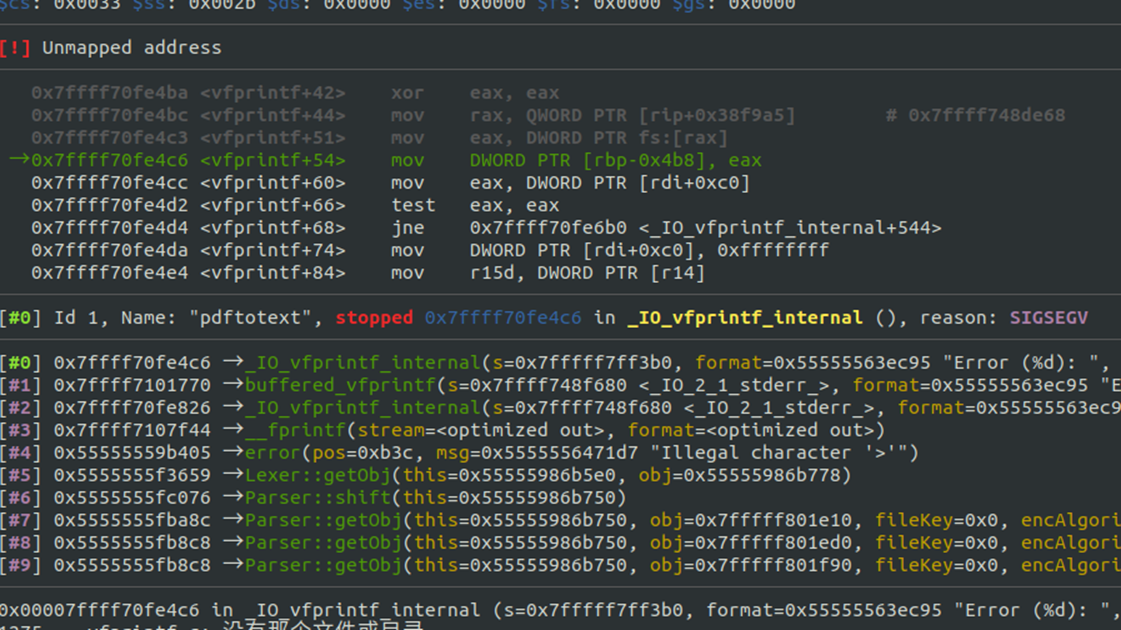 $cs: 0x0033 $ss: 0x002b $ds: 0x0000 $es: 0x0000 $fs: 0x0000 $gs: 0x0000
[!] Unmapped address
0x7ffff70fe4ba <vfprintf+42> xor eax, eax
0x7ffff70fe4bc <vfprintf+44> mov rax, QWORD PTR [rip+0x38f9a5] # 0x7ffff748de68
0x7ffff70fe4c3 <vfprintf+51> mov eax, DWORD PTR fs:[rax]
→0x7ffff70fe4c6 <vfprintf+54> mov DWORD PTR [rbp-0x4b8], eax
0x7ffff70fe4cc <vfprintf+60> mov eax, DWORD PTR [rdi+0xc0]
0x7ffff70fe4d2 <vfprintf+66> test eax, eax
0x7ffff70fe4d4 <vfprintf+68> jne 0x7ffff70fe6b0 <_IO_vfprintf_internal+544>
0x7ffff70fe4da <vfprintf+74> mov DWORD PTR [rdi+0xc0], 0xffffffff
0x7ffff70fe4e4 <vfprintf+84> mov r15d, DWORD PTR [r14]
[#0] Id 1, Name: "pdftotext", stopped 0x7ffff70fe4c6 in _IO_vfprintf_internal (), reason: SIGSEGV
[#0] 0x7ffff70fe4c6 →_IO_vfprintf_internal(s=0x7fffff7ff3b0, format=0x55555563ec95 "Error (%d): ",
[#1] 0x7ffff7101770 →buffered_vfprintf(s=0x7ffff748f680 <_IO_2_1_stderr_>, format=0x55555563ec95 "E
[#2] 0x7ffff70fe826 →_IO_vfprintf_internal(s=0x7ffff748f680 <_IO_2_1_stderr_>, format=0x55555563ec9
[#3] 0x7ffff7107f44 →__fprintf(stream=<optimized out>, format=<optimized out>)
[#4] 0x55555559b405 →error(pos=0xb3c, msg=0x5555556471d7 "Illegal character '>'")
[#5] 0x5555555f3659 →Lexer::getObj(this=0x55555986b5e0, obj=0x55555986b778)
[#6] 0x5555555fc076 →Parser::shift(this=0x55555986b750)
[#7] 0x5555555fba8c →Parser::getObj(this=0x55555986b750, obj=0x7fffff801e10, fileKey=0x0, encAlgori
[#8] 0x5555555fb8c8 →Parser::getObj(this=0x55555986b750, obj=0x7fffff801ed0, fileKey=0x0, encAlgori
[#9] 0x5555555fb8c8 →Parser::getObj(this=0x55555986b750, obj=0x7fffff801f90, fileKey=0x0, encAlgori
0x00007ffff70fe4c6 in _IO_vfprintf_internal (s=0x7fffff7ff3b0, format=0x55555563ec95 "Error (%d): ",
vfprintf.c: 没有那个文件或目录